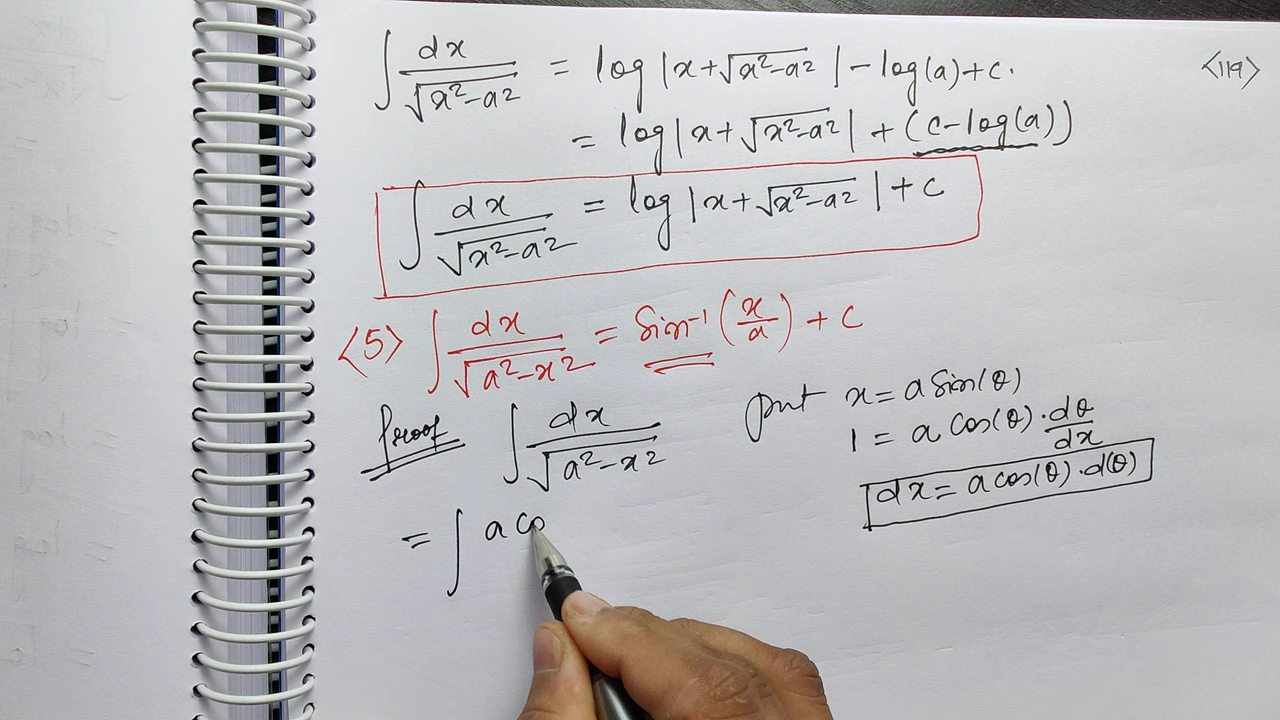 ∫ dx/√(x²-a²) = log|x+√(x²-a²)| - log(a)+c. <119>
= log|x+√(x²-a²)| + (c-log(a))
∫ dx/√(x²-a²) = log|x+√(x²-a²)| + c
<5> ∫ dx/√(a²-x²) = Sin⁻¹(x/a) + c
Proof ∫ dx/√(a²-x²) put x = a Sin(θ)
1 = a Cos(θ)·dθ/dx
dx = a cos(θ)·d(θ)
= ∫ a co